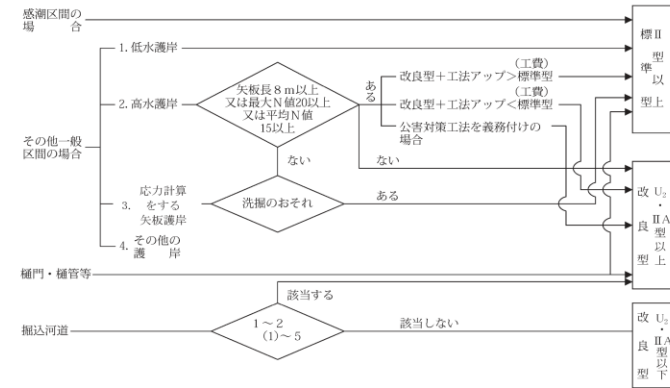 感潮区間の
場　　　合
1. 低水護岸
2. 高水護岸
矢板長８ｍ以上
又は最大Ｎ値20以上
又は平均Ｎ値
15以上
ある
（工費）
改良型＋工法アップ＞標準型
（工費）
改良型＋工法アップ＜標準型
公害対策工法を義務付けの
場合
その他一般
区間の場合
ない
ない
3. 応力計算
をする
矢板護岸
洗掘のおそれ
ある
4. その他の
護　　岸
樋門・樋管等
該当する
掘込河道
１～２
(1)～５
該当しない
標準型
Ⅱ型以上
改良型
U₂・ⅡA型以上
改良型
U₂・ⅡA型以下